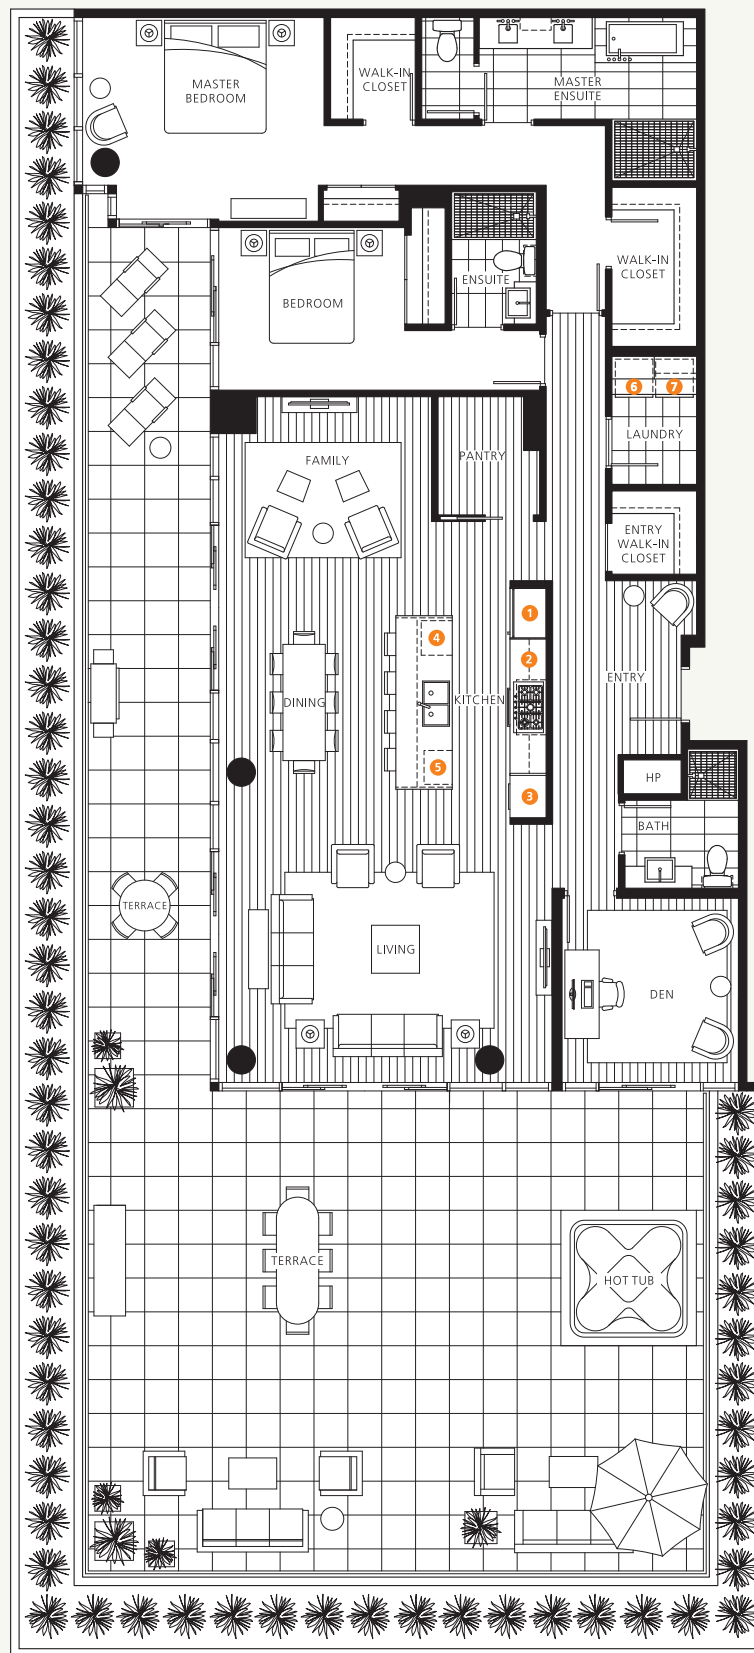 MASTER
BEDROOM
WALK-IN
CLOSET
MASTER
ENSUITE
BEDROOM
ENSUITE
WALK-IN
CLOSET
6
7
LAUNDRY
FAMILY
PANTRY
ENTRY
WALK-IN
CLOSET
1
4
2
ENTRY
DINING
KITCHEN
5
3
HP
BATH
TERRACE
LIVING
DEN
TERRACE
HOT TUB